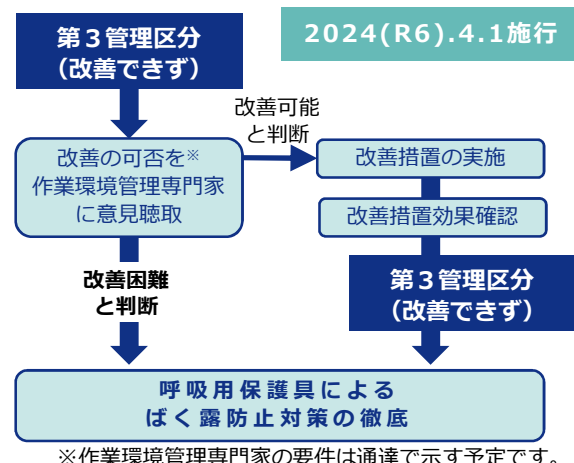 第３管理区分
（改善できず）
2024(R6).4.1施行
改善可能
と判断
改善の可否を※
作業環境管理専門家
に意見聴取
改善措置の実施
改善措置効果確認
改善困難
と判断
第３管理区分
（改善できず）
呼吸用保護具による
ばく露防止対策の徹底
※作業環境管理専門家の要件は通達で示す予定です。